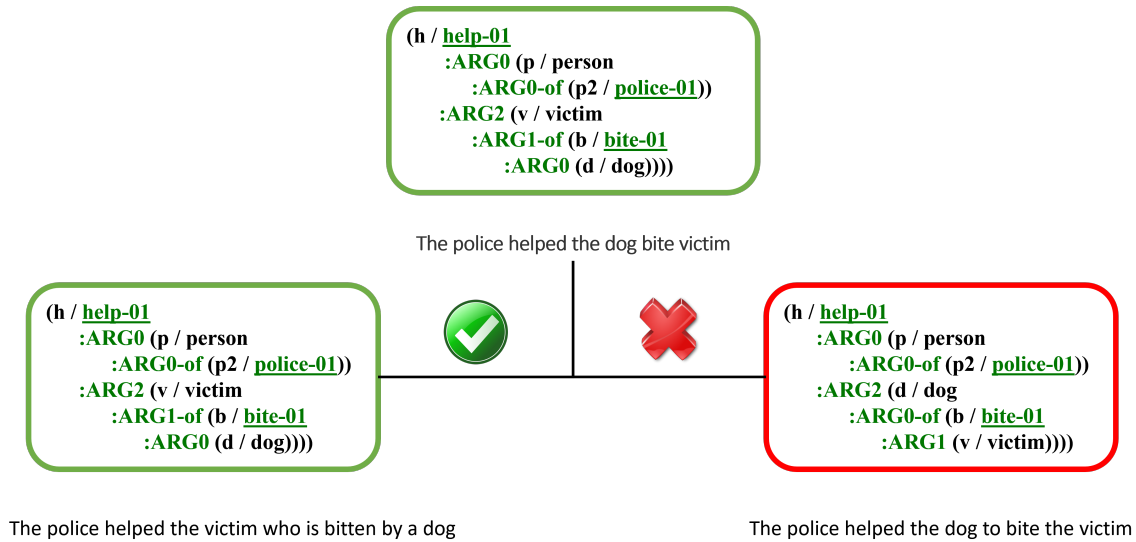 (h / help-01
:ARG0 (p / person
:ARG0-of (p2 / police-01))
:ARG2 (v / victim
:ARG1-of (b / bite-01
:ARG0 (d / dog))))
The police helped the dog bite victim
(h / help-01
:ARG0 (p / person
:ARG0-of (p2 / police-01))
:ARG2 (v / victim
:ARG1-of (b / bite-01
:ARG0 (d / dog))))
(h / help-01
:ARG0 (p / person
:ARG0-of (p2 / police-01))
:ARG2 (d / dog
:ARG0-of (b / bite-01
:ARG1 (v / victim))))
The police helped the victim who is bitten by a dog
The police helped the dog to bite the victim